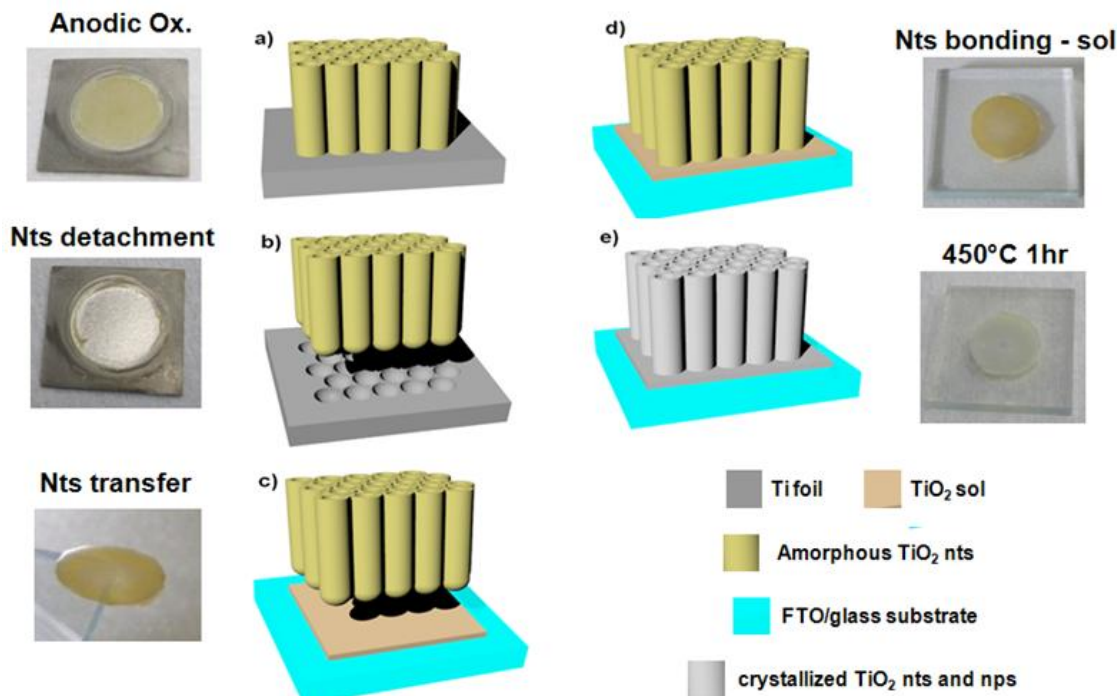 Anodic Ox.
a)
Nts detachment
b)
Nts transfer
c)
d)
Nts bonding - sol
e)
450°C 1hr
Ti foil
TiO₂ sol
Amorphous TiO₂ nts
FTO/glass substrate
crystallized TiO₂ nts and nps